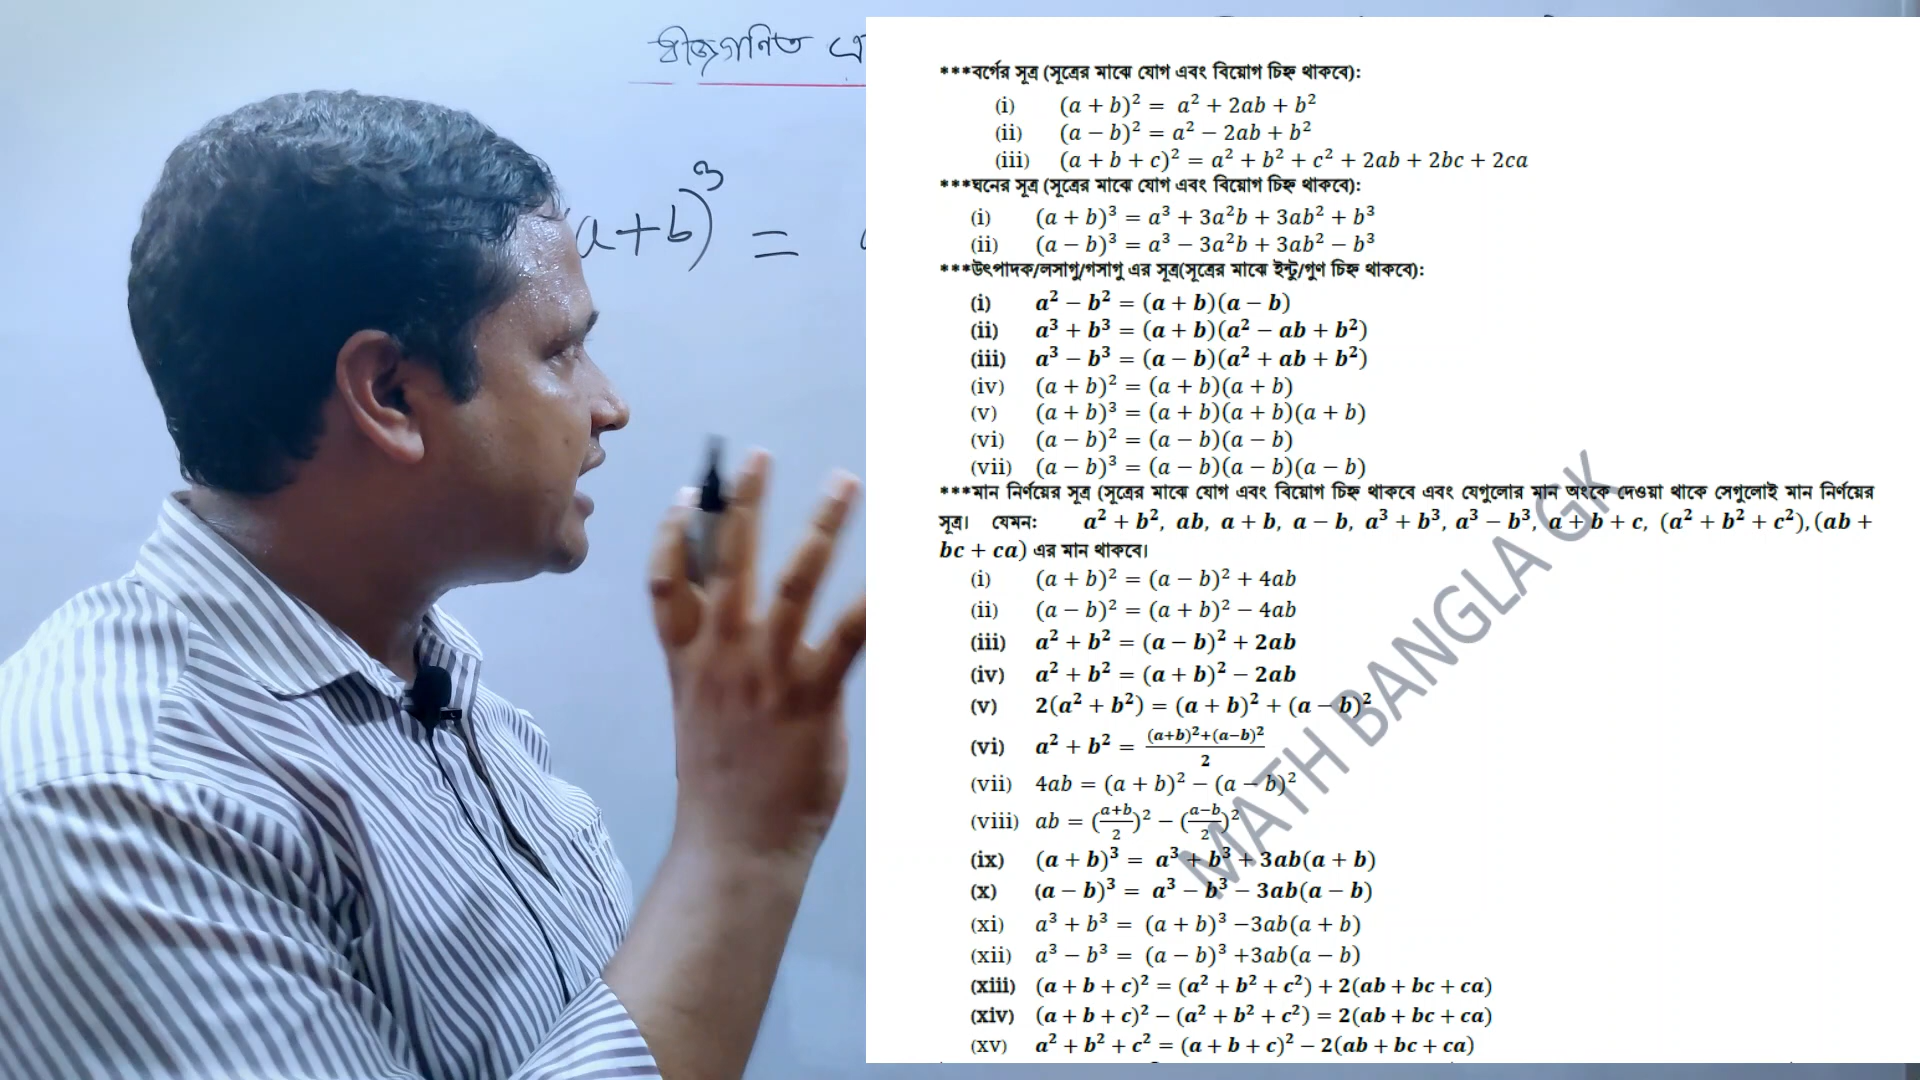 বীজগনিত এ
(a+b)³ =
***বর্গের সূত্র (সূত্রের মাঝে যোগ এবং বিয়োগ চিহ্ন থাকবে):
(i) (a + b)² = a² + 2ab + b²
(ii) (a − b)² = a² − 2ab + b²
(iii) (a + b + c)² = a² + b² + c² + 2ab + 2bc + 2ca
***ঘনের সূত্র (সূত্রের মাঝে যোগ এবং বিয়োগ চিহ্ন থাকবে):
(i) (a + b)³ = a³ + 3a²b + 3ab² + b³
(ii) (a − b)³ = a³ − 3a²b + 3ab² − b³
***উৎপাদক/লসাগু/গসাগু এর সূত্র(সূত্রের মাঝে ইন্টু/গুণ চিহ্ন থাকবে):
(i) a² − b² = (a + b)(a − b)
(ii) a³ + b³ = (a + b)(a² − ab + b²)
(iii) a³ − b³ = (a − b)(a² + ab + b²)
(iv) (a + b)² = (a + b)(a + b)
(v) (a + b)³ = (a + b)(a + b)(a + b)
(vi) (a − b)² = (a − b)(a − b)
(vii) (a − b)³ = (a − b)(a − b)(a − b)
***মান নির্ণয়ের সূত্র (সূত্রের মাঝে যোগ এবং বিয়োগ চিহ্ন থাকবে এবং যেগুলোর মান অংকে দেওয়া থাকে সেগুলোই মান নির্ণয়ের
সূত্র। যেমন: a² + b², ab, a + b, a − b, a³ + b³, a³ − b³, a + b + c, (a² + b² + c²), (ab +
bc + ca) এর মান থাকবে।
(i) (a + b)² = (a − b)² + 4ab
(ii) (a − b)² = (a + b)² − 4ab
(iii) a² + b² = (a − b)² + 2ab
(iv) a² + b² = (a + b)² − 2ab
(v) 2(a² + b²) = (a + b)² + (a − b)²
(vi) a² + b² = ((a+b)²+(a−b)²)/2
(vii) 4ab = (a + b)² − (a − b)²
(viii) ab = ((a+b)/2)² − ((a−b)/2)²
(ix) (a + b)³ = a³ + b³ + 3ab(a + b)
(x) (a − b)³ = a³ − b³ − 3ab(a − b)
(xi) a³ + b³ = (a + b)³ −3ab(a + b)
(xii) a³ − b³ = (a − b)³ +3ab(a − b)
(xiii) (a + b + c)² = (a² + b² + c²) + 2(ab + bc + ca)
(xiv) (a + b + c)² − (a² + b² + c²) = 2(ab + bc + ca)
(xv) a² + b² + c² = (a + b + c)² − 2(ab + bc + ca)
MATH BANGLA GK